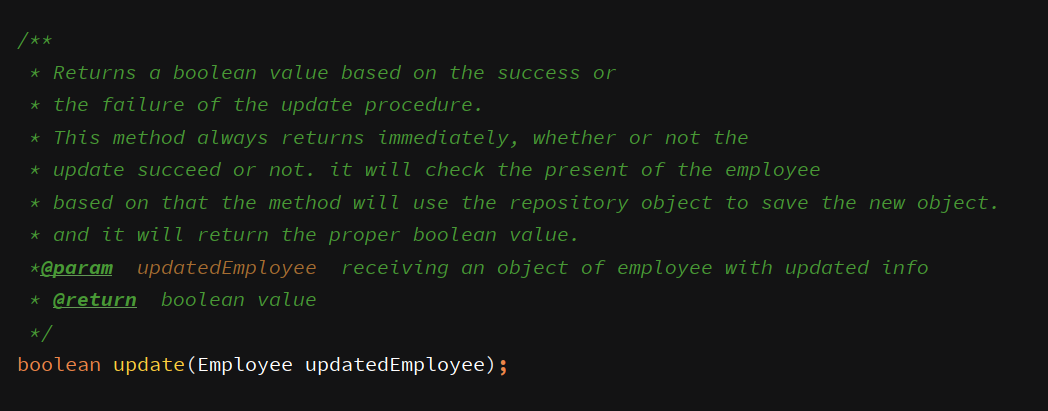 /**
 * Returns a boolean value based on the success or
 * the failure of the update procedure.
 * This method always returns immediately, whether or not the
 * update succeed or not. it will check the present of the employee
 * based on that the method will use the repository object to save the new object.
 * and it will return the proper boolean value.
 *@param  updatedEmployee  receiving an object of employee with updated info
 * @return  boolean value
 */
boolean update(Employee updatedEmployee);